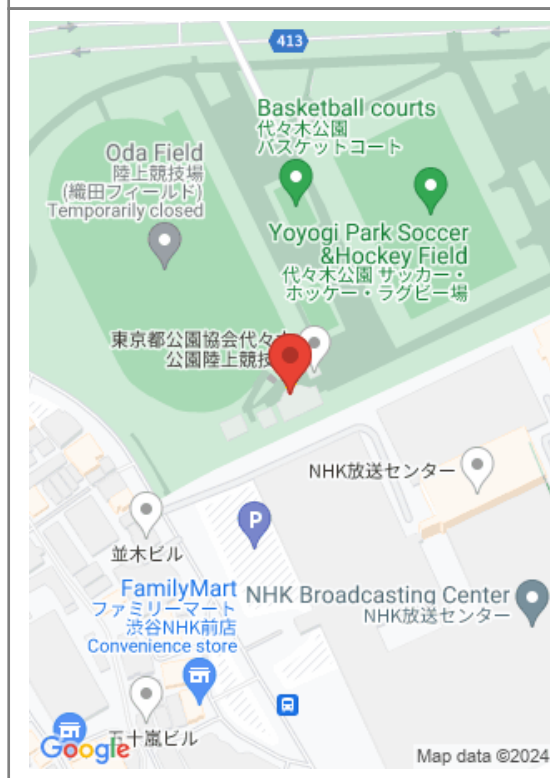 413
Basketball courts
代々木公園
バスケットコート
Oda Field
陸上競技場
(織田フィールド)
Temporarily closed
Yoyogi Park Soccer
&Hockey Field
代々木公園 サッカー・
ホッケー・ラグビー場
東京都公園協会代々木
公園陸上競技
NHK放送センター
P
並木ビル
FamilyMart
ファミリーマート
渋谷NHK前店
Convenience store
NHK Broadcasting Center
NHK放送センター
五十嵐ビル
Google
Map data ©2024